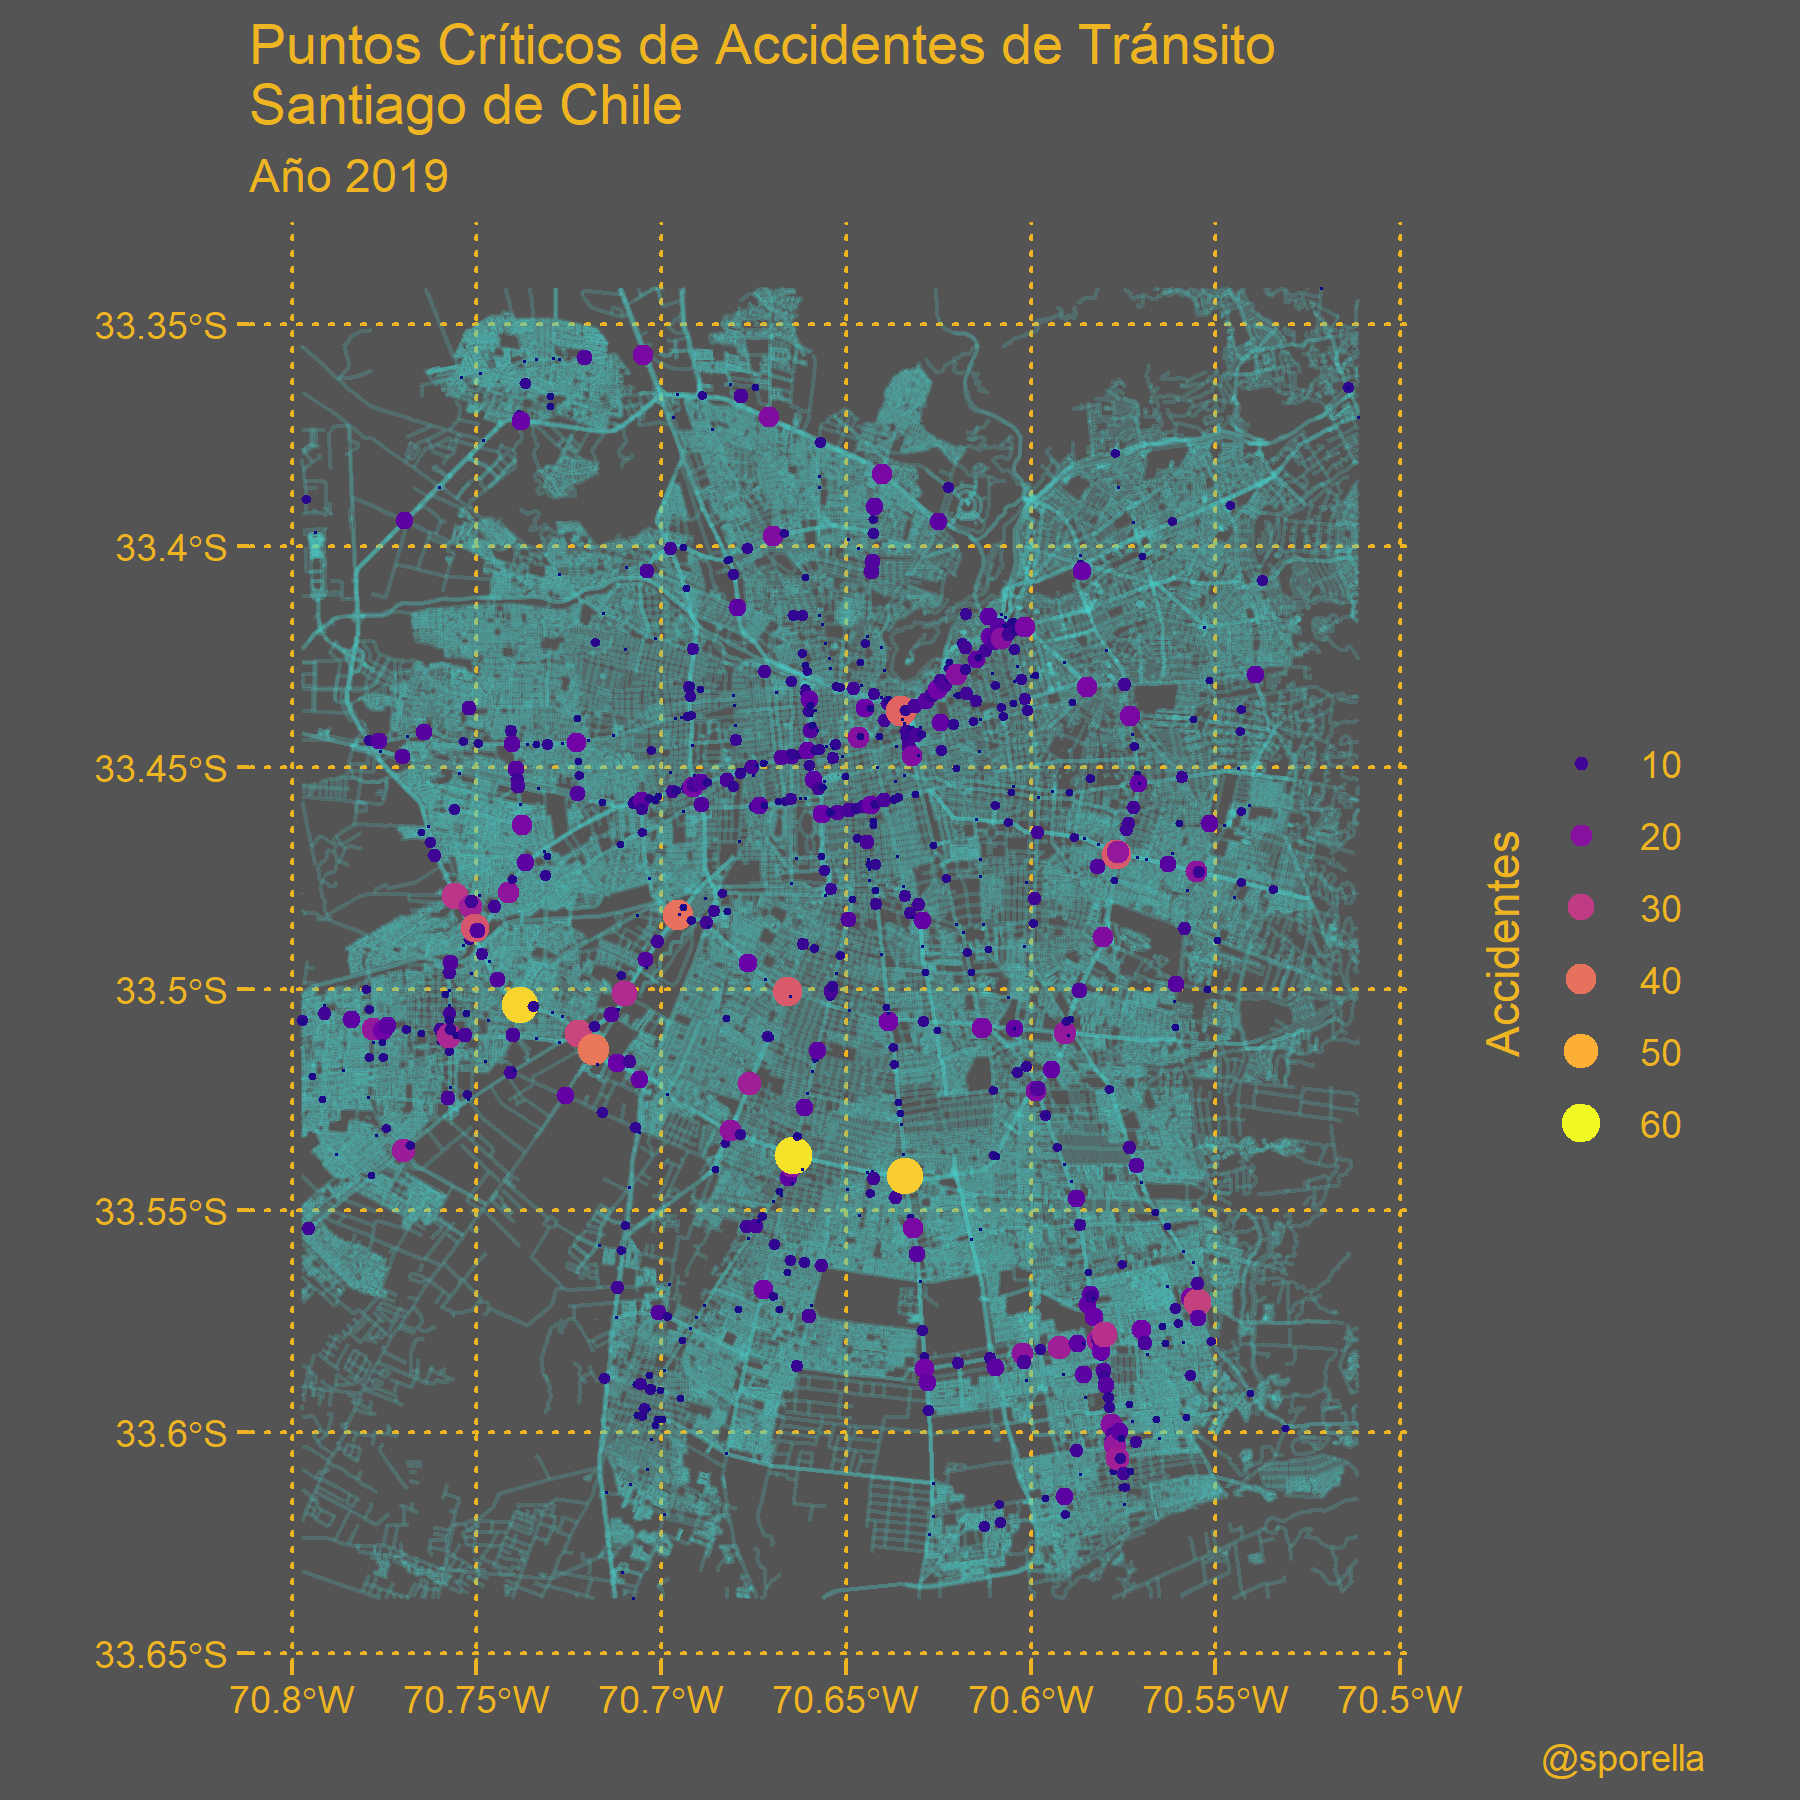 Puntos Críticos de Accidentes de Tránsito
Santiago de Chile
Año 2019
33.35°S
33.4°S
33.45°S
33.5°S
33.55°S
33.6°S
33.65°S
70.8°W
70.75°W
70.7°W
70.65°W
70.6°W
70.55°W
70.5°W
Accidentes
10
20
30
40
50
60
@sporella